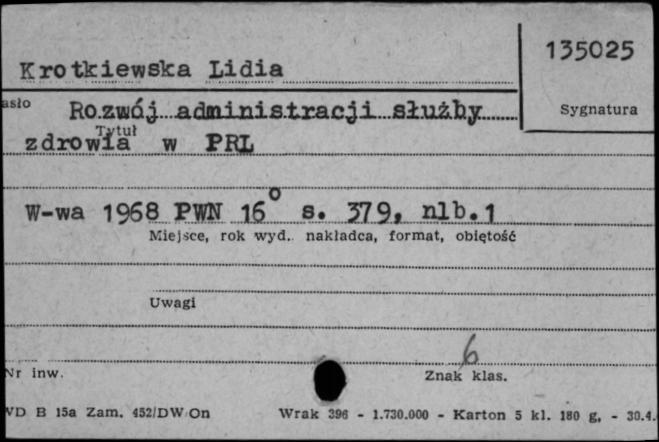 135025
Krotkiewska Lidia
asło Rozwój administracji służby Sygnatura
Tytuł
zdrowia w PRL
W-wa 1968 PWN 16° s. 379, nlb.1
Miejsce, rok wyd. nakładca, format, objętość
Uwagi
6
Nr inw. Znak klas.
VD B 15a Zam. 452/DW/On Wrak 396 - 1.730.000 - Karton 5 kl. 180 g, - 30.4.